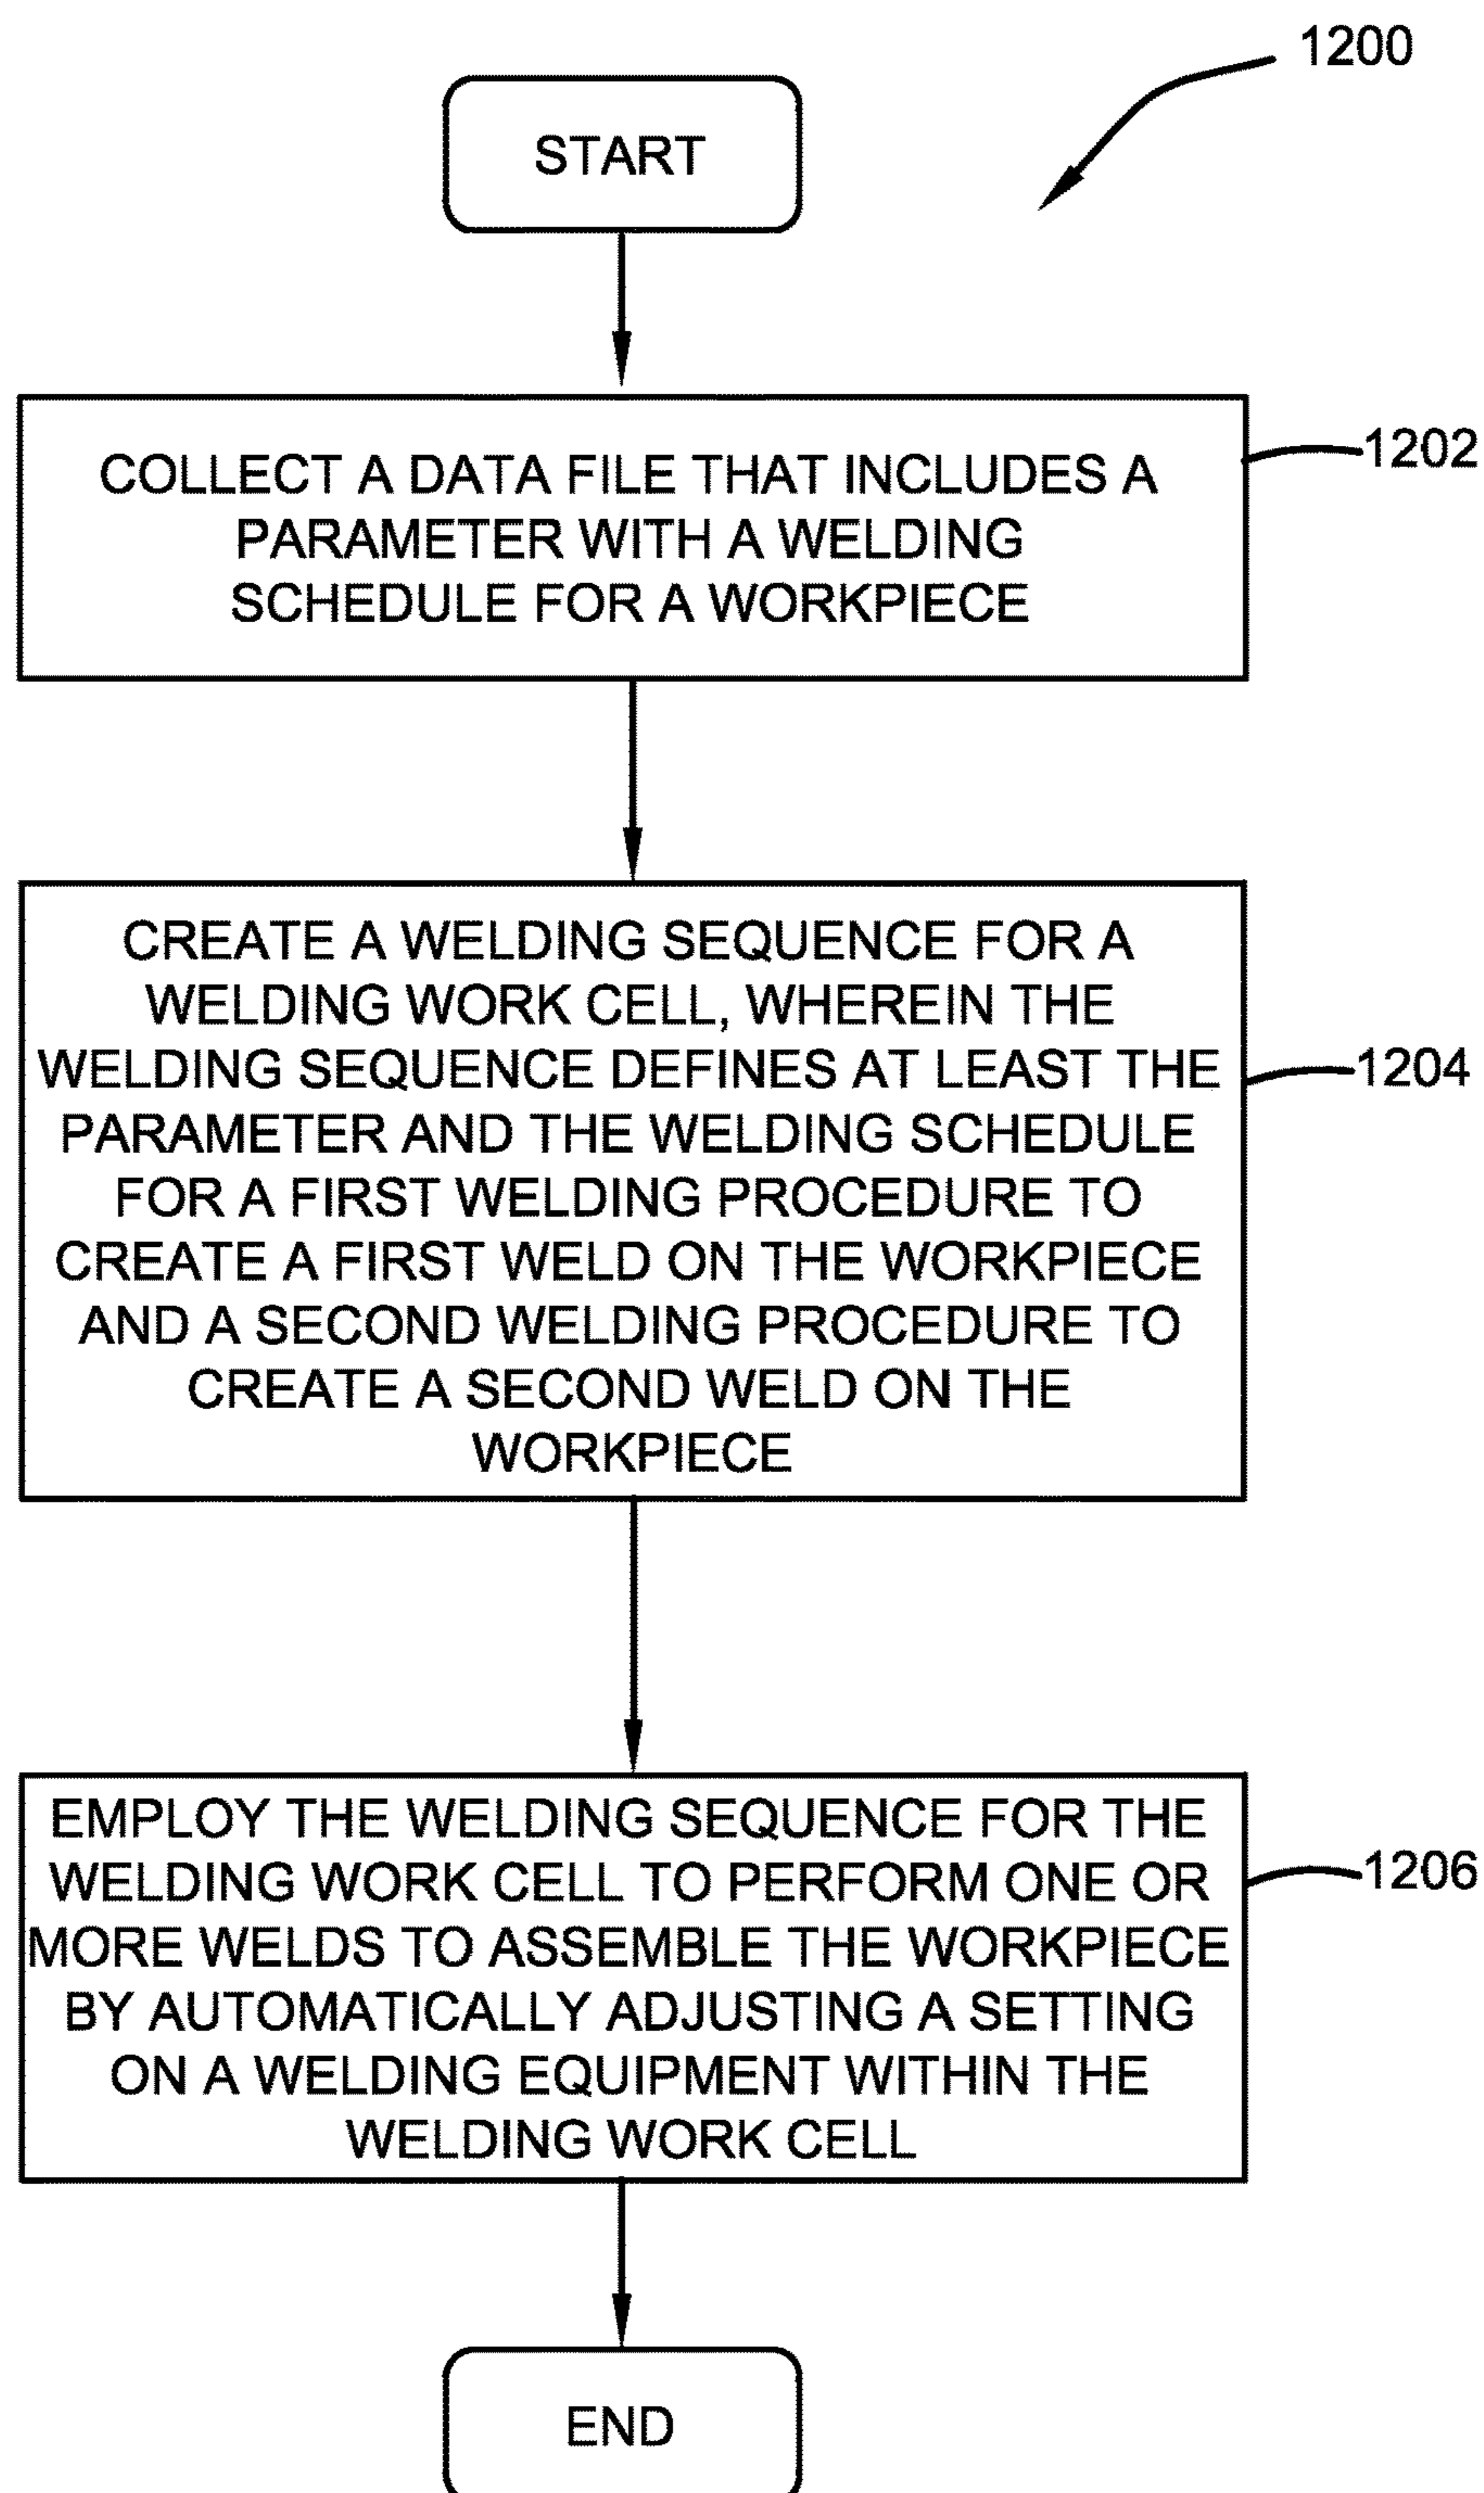 1200
START
COLLECT A DATA FILE THAT INCLUDES A
PARAMETER WITH A WELDING
SCHEDULE FOR A WORKPIECE
1202
CREATE A WELDING SEQUENCE FOR A
WELDING WORK CELL, WHEREIN THE
WELDING SEQUENCE DEFINES AT LEAST THE
PARAMETER AND THE WELDING SCHEDULE
FOR A FIRST WELDING PROCEDURE TO
CREATE A FIRST WELD ON THE WORKPIECE
AND A SECOND WELDING PROCEDURE TO
CREATE A SECOND WELD ON THE
WORKPIECE
1204
EMPLOY THE WELDING SEQUENCE FOR THE
WELDING WORK CELL TO PERFORM ONE OR
MORE WELDS TO ASSEMBLE THE WORKPIECE
BY AUTOMATICALLY ADJUSTING A SETTING
ON A WELDING EQUIPMENT WITHIN THE
WELDING WORK CELL
1206
END